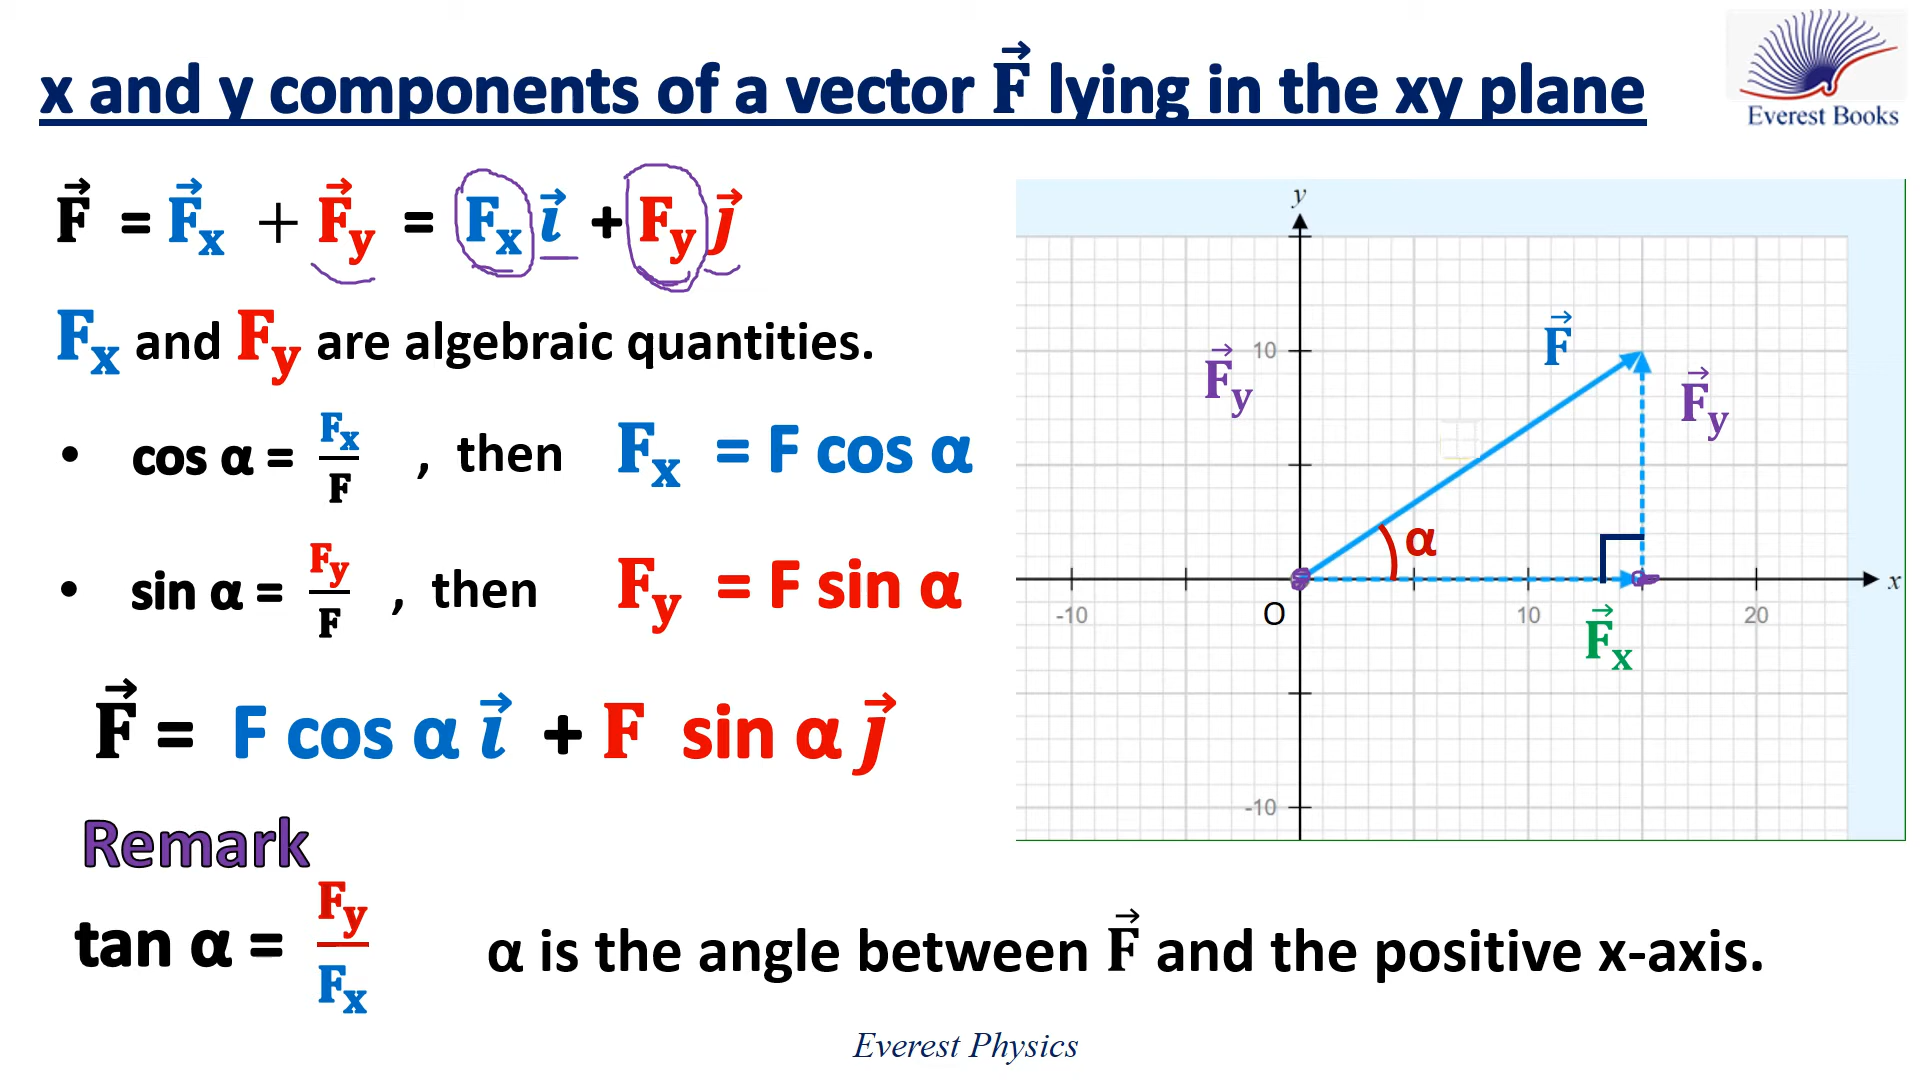 x and y components of a vector F⃗ lying in the xy plane
Everest Books
F⃗ = F⃗x + F⃗y = Fx i⃗ + Fy j⃗
Fx and Fy are algebraic quantities.
• cos α = Fx/F , then Fx = F cos α
• sin α = Fy/F , then Fy = F sin α
F⃗ = F cos α i⃗ + F sin α j⃗
Remark
tan α = Fy/Fx
α is the angle between F⃗ and the positive x-axis.
y
F⃗
F⃗y
10
F⃗y
α
x
-10
O
10
20
F⃗x
-10
Everest Physics